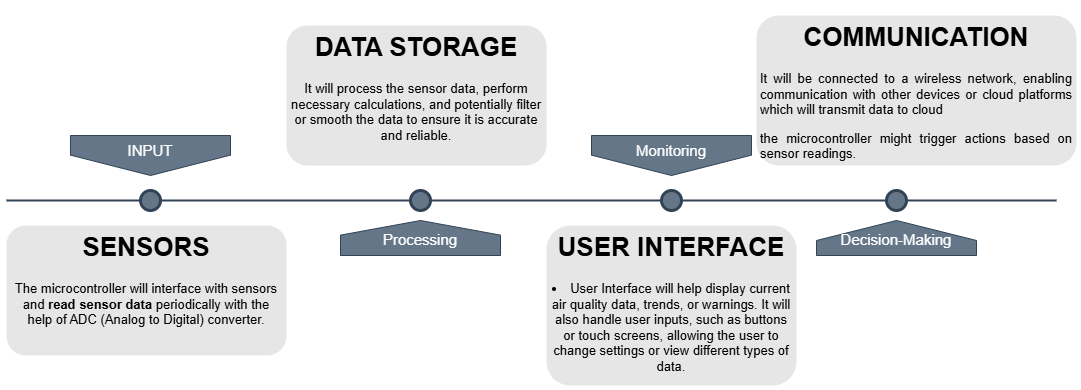 INPUT
SENSORS
The microcontroller will interface with sensors
and read sensor data periodically with the
help of ADC (Analog to Digital) converter.
DATA STORAGE
It will process the sensor data, perform
necessary calculations, and potentially filter
or smooth the data to ensure it is accurate
and reliable.
Processing
Monitoring
USER INTERFACE
• User Interface will help display current
air quality data, trends, or warnings. It will
also handle user inputs, such as buttons
or touch screens, allowing the user to
change settings or view different types of
data.
COMMUNICATION
It will be connected to a wireless network, enabling
communication with other devices or cloud platforms
which will transmit data to cloud
the microcontroller might trigger actions based on
sensor readings.
Decision-Making